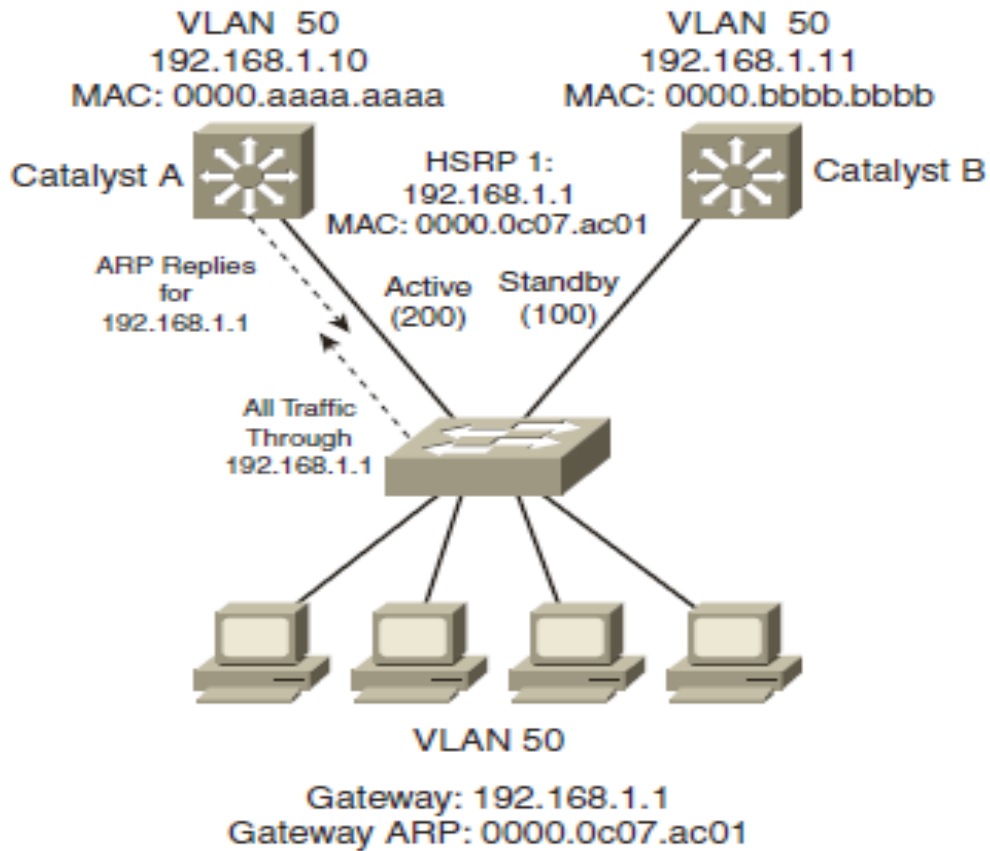 VLAN 50
192.168.1.10
MAC: 0000.aaaa.aaaa
VLAN 50
192.168.1.11
MAC: 0000.bbbb.bbbb
Catalyst A
HSRP 1:
192.168.1.1
MAC: 0000.0c07.ac01
Catalyst B
ARP Replies
for
192.168.1.1
Active
(200)
Standby
(100)
All Traffic
Through
192.168.1.1
VLAN 50
Gateway: 192.168.1.1
Gateway ARP: 0000.0c07.ac01